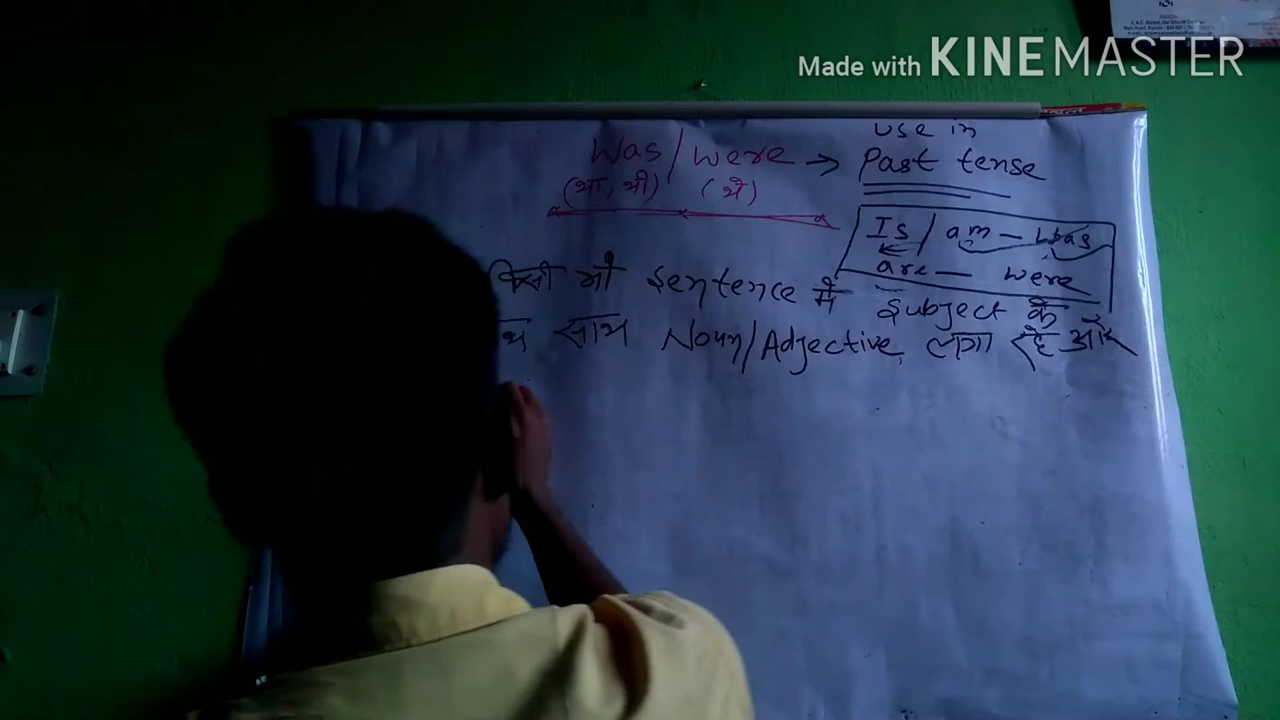 Made with KINEMASTER
Was/were → use in Past tense
(था, थी) (थे)
Is/am – was
are – were
किसी भी sentence में subject के
साथ Noun/Adjective लगा रहे और